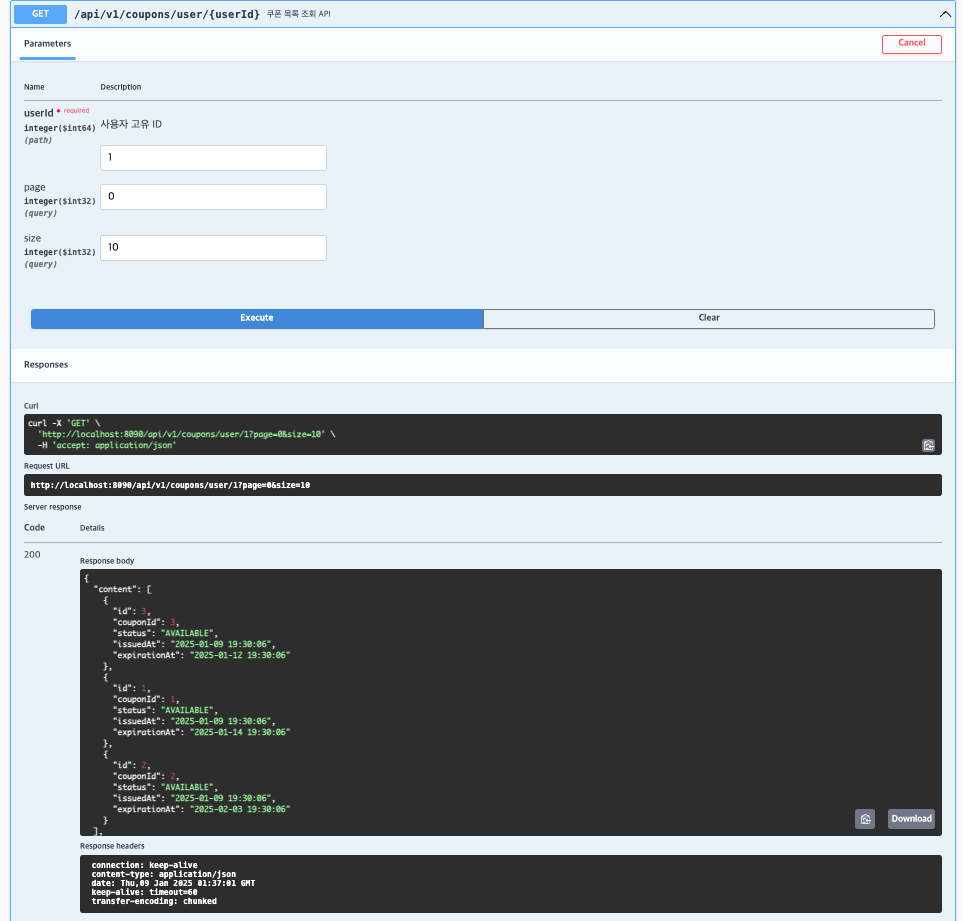 GET /api/v1/coupons/user/{userId} 쿠폰 목록 조회 API
Parameters
Cancel
Name Description
userId * required
integer($int64)
(path)
사용자 고유 ID
1
page
integer($int32)
(query)
0
size
integer($int32)
(query)
10
Execute Clear
Responses
Curl
curl -X 'GET' \
'http://localhost:8090/api/v1/coupons/user/1?page=0&size=10' \
-H 'accept: application/json'
Request URL
http://localhost:8090/api/v1/coupons/user/1?page=0&size=10
Server response
Code Details
200
Response body
{
"content": [
{
"id": 3,
"couponId": 3,
"status": "AVAILABLE",
"issuedAt": "2025-01-09 19:30:06",
"expirationAt": "2025-01-12 19:30:06"
},
{
"id": 1,
"couponId": 1,
"status": "AVAILABLE",
"issuedAt": "2025-01-09 19:30:06",
"expirationAt": "2025-01-14 19:30:06"
},
{
"id": 2,
"couponId": 2,
"status": "AVAILABLE",
"issuedAt": "2025-01-09 19:30:06",
"expirationAt": "2025-02-03 19:30:06"
}
],
Download
Response headers
connection: keep-alive
content-type: application/json
date: Thu,09 Jan 2025 01:37:01 GMT
keep-alive: timeout=60
transfer-encoding: chunked